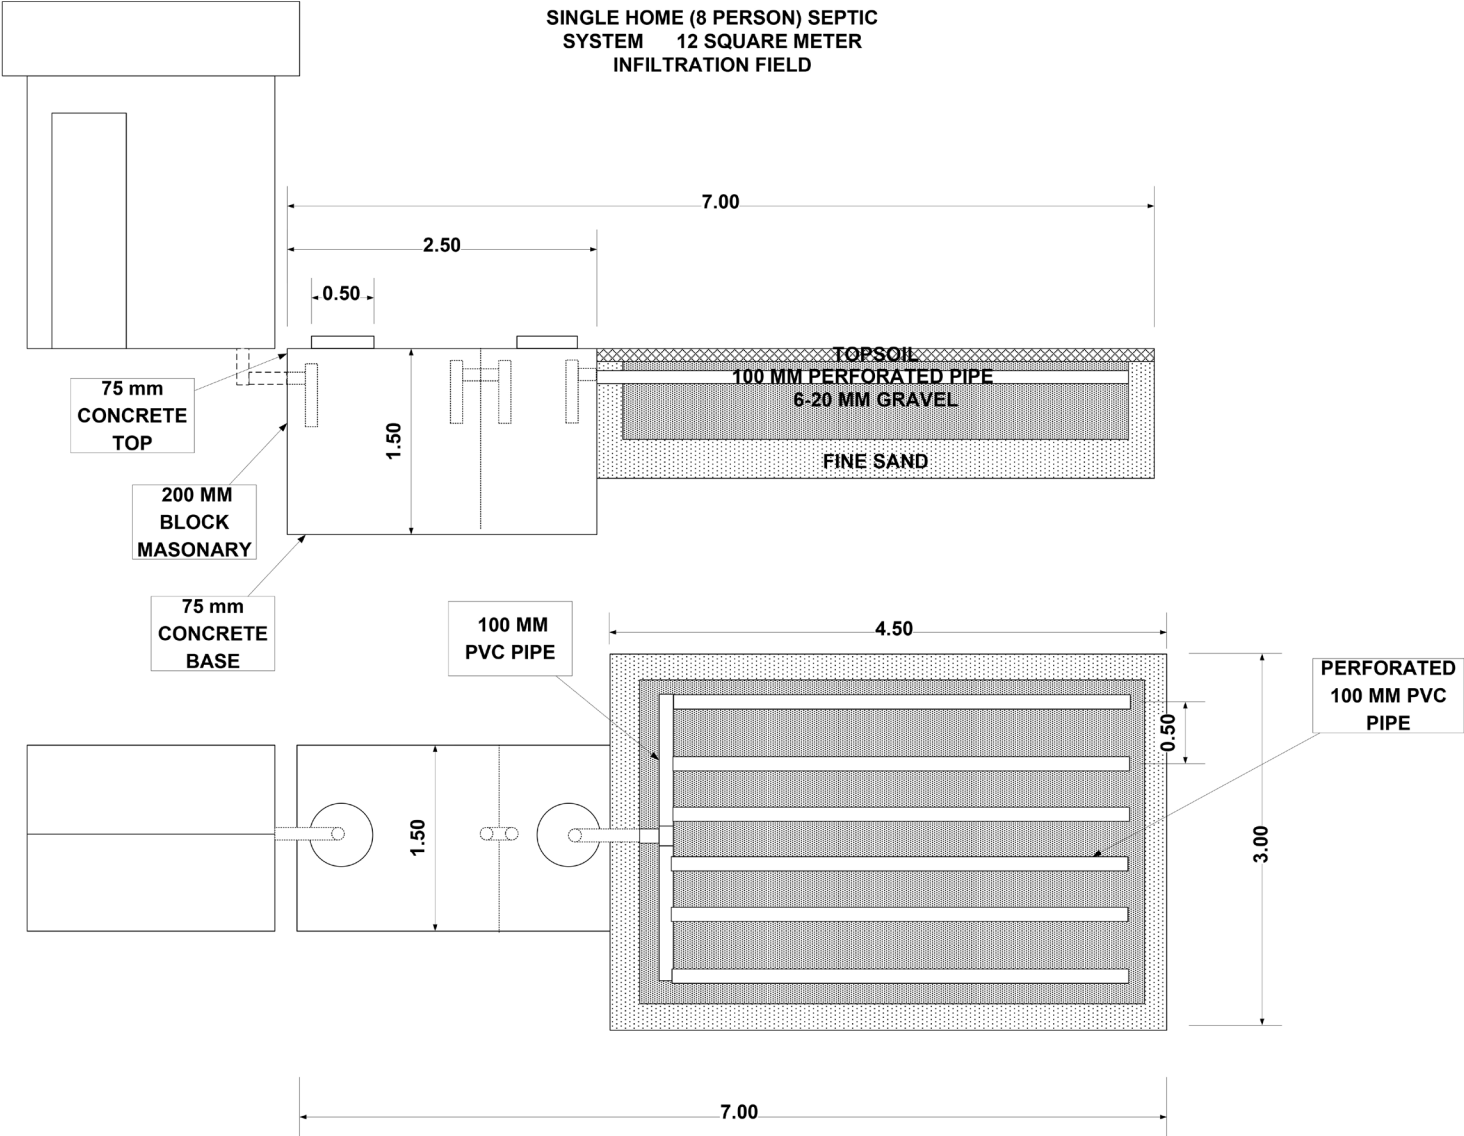 SINGLE HOME (8 PERSON) SEPTIC
SYSTEM 12 SQUARE METER
INFILTRATION FIELD
7.00
2.50
0.50
TOPSOIL
100 MM PERFORATED PIPE
6-20 MM GRAVEL
FINE SAND
75 mm
CONCRETE
TOP
1.50
200 MM
BLOCK
MASONARY
75 mm
CONCRETE
BASE
100 MM
PVC PIPE
4.50
PERFORATED
100 MM PVC
PIPE
0.50
1.50
3.00
7.00